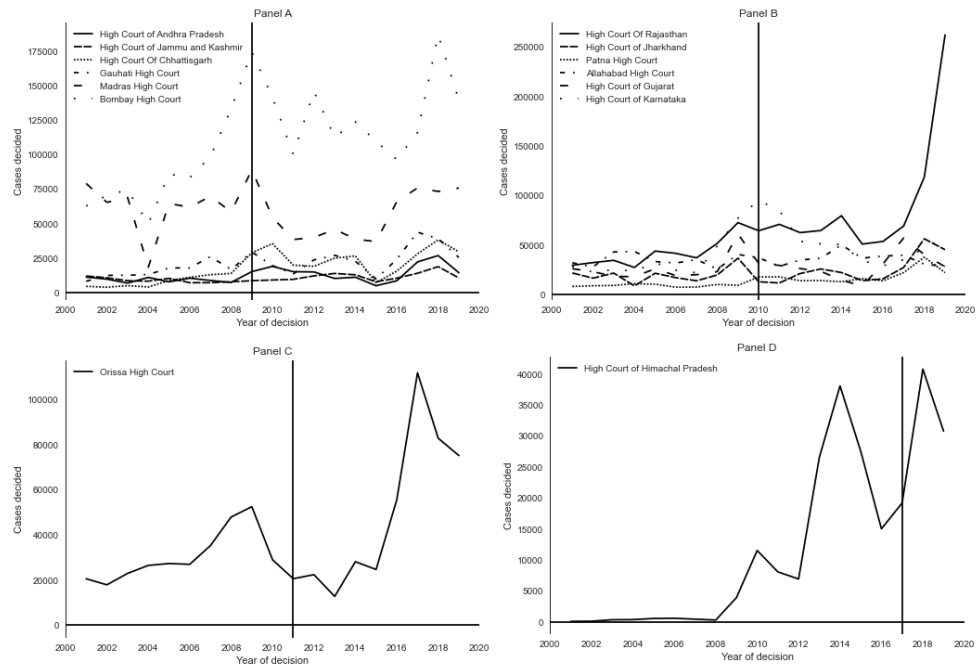 Panel A
High Court of Andhra Pradesh
High Court of Jammu and Kashmir
High Court Of Chhattisgarh
Gauhati High Court
Madras High Court
Bombay High Court
175000
150000
125000
100000
75000
50000
25000
0
Cases decided
2000 2002 2004 2006 2008 2010 2012 2014 2016 2018 2020
Year of decision
Panel B
High Court Of Rajasthan
High Court of Jharkhand
Patna High Court
Allahabad High Court
High Court of Gujarat
High Court of Karnataka
250000
200000
150000
100000
50000
0
Cases decided
2000 2002 2004 2006 2008 2010 2012 2014 2016 2018 2020
Year of decision
Panel C
Orissa High Court
100000
80000
60000
40000
20000
0
Cases decided
2000 2002 2004 2006 2008 2010 2012 2014 2016 2018 2020
Year of decision
Panel D
High Court of Himachal Pradesh
40000
35000
30000
25000
20000
15000
10000
5000
0
Cases decided
2000 2002 2004 2006 2008 2010 2012 2014 2016 2018 2020
Year of decision